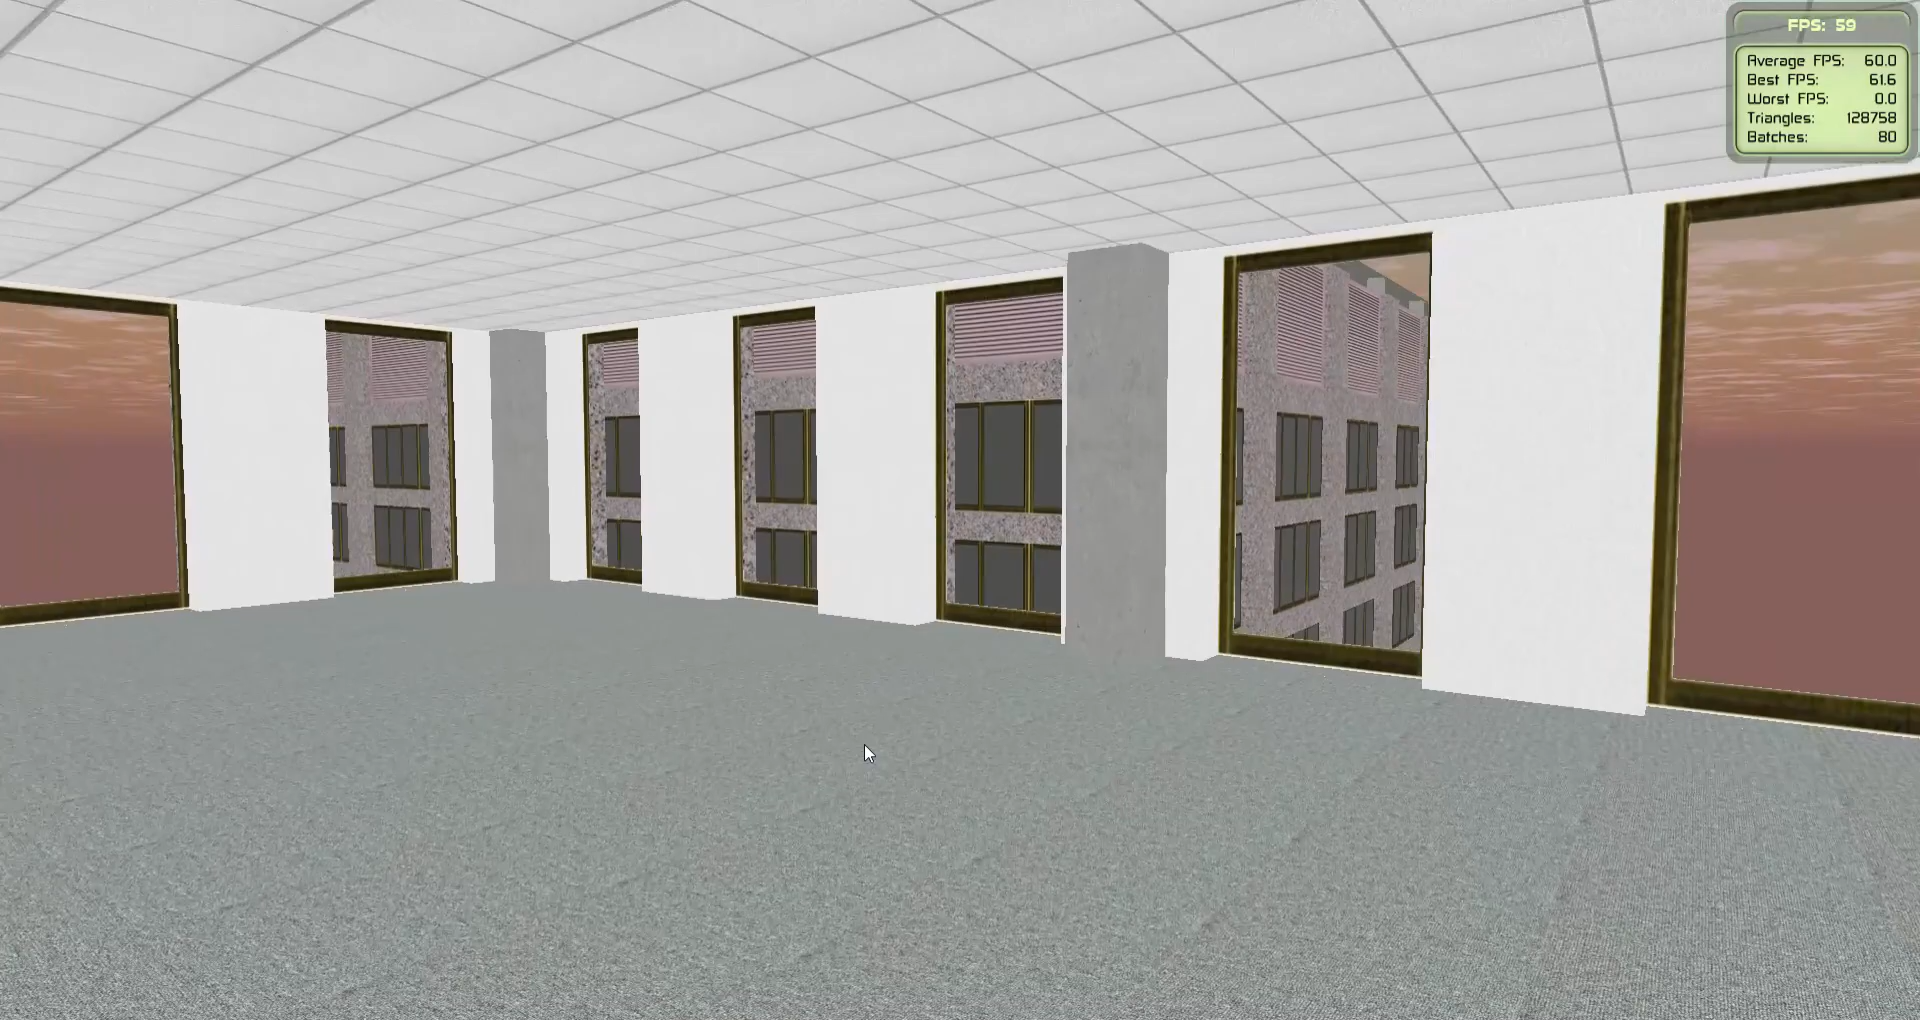 FPS: 59
Average FPS: 60.0
Best FPS: 61.6
Worst FPS: 0.0
Triangles: 128758
Batches: 80